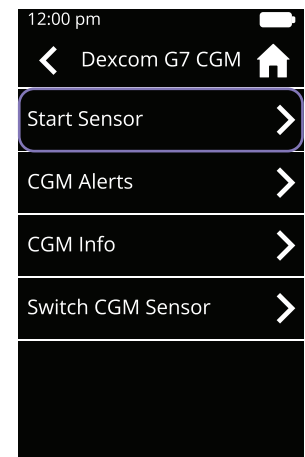 12:00 pm
Dexcom G7 CGM
Start Sensor
CGM Alerts
CGM Info
Switch CGM Sensor